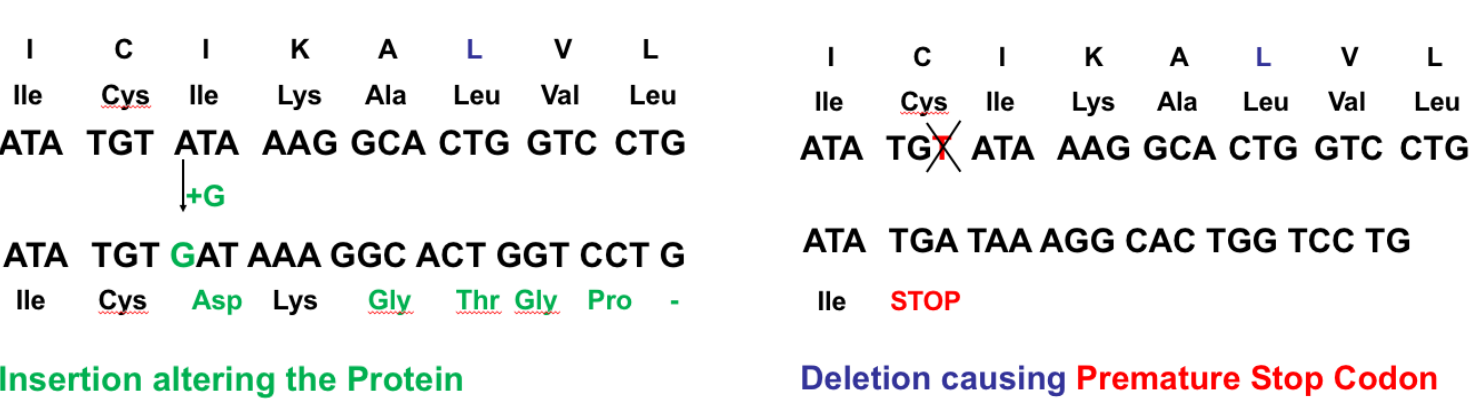 I C I K A L V L
Ile Cys Ile Lys Ala Leu Val Leu
ATA TGT ATA AAG GCA CTG GTC CTG
+G
ATA TGT GAT AAA GGC ACT GGT CCT G
Ile Cys Asp Lys Gly Thr Gly Pro -
Insertion altering the Protein
I C I K A L V L
Ile Cys Ile Lys Ala Leu Val Leu
ATA TGT ATA AAG GCA CTG GTC CTG
ATA TGA TAA AGG CAC TGG TCC TG
Ile STOP
Deletion causing Premature Stop Codon